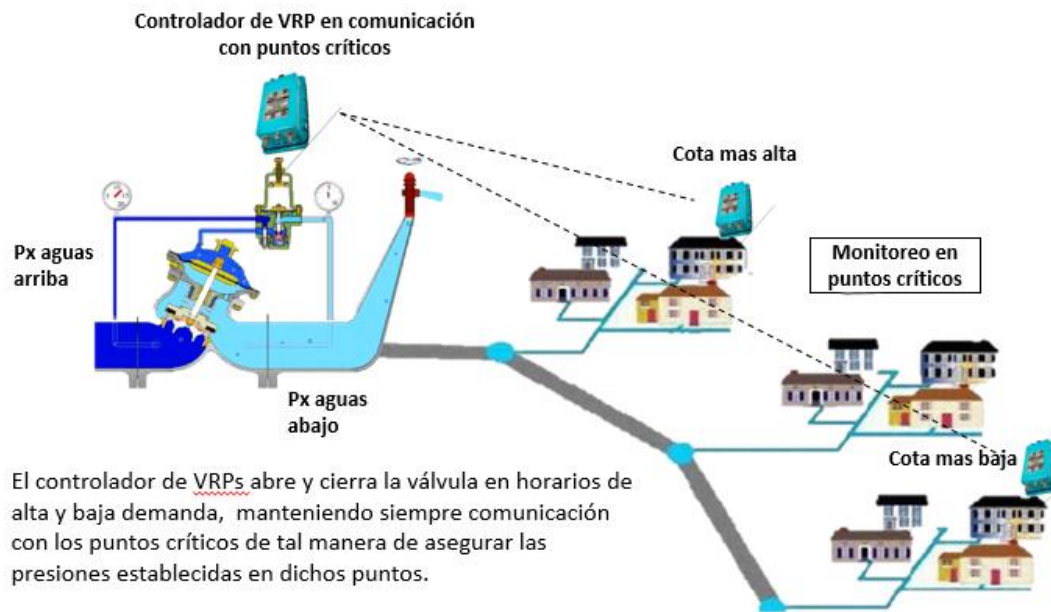 Controlador de VRP en comunicación
con puntos críticos
Cota mas alta
Px aguas
arriba
Monitoreo en
puntos críticos
Px aguas
abajo
Cota mas baja
El controlador de VRPs abre y cierra la válvula en horarios de
alta y baja demanda, manteniendo siempre comunicación
con los puntos críticos de tal manera de asegurar las
presiones establecidas en dichos puntos.